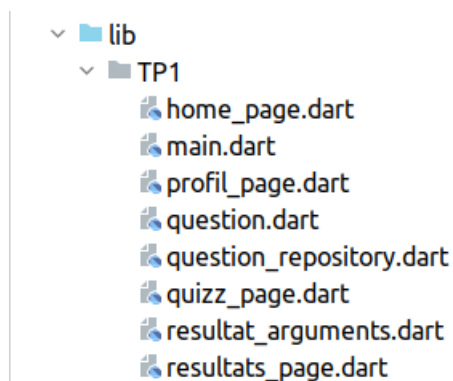 lib
TP1
home_page.dart
main.dart
profil_page.dart
question.dart
question_repository.dart
quizz_page.dart
resultat_arguments.dart
resultats_page.dart